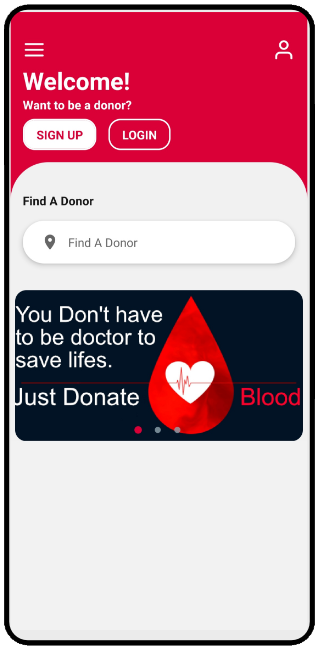 Welcome!
Want to be a donor?
SIGN UP LOGIN
Find A Donor
Find A Donor
You Don't have
to be doctor to
save lifes.
Just Donate Blood